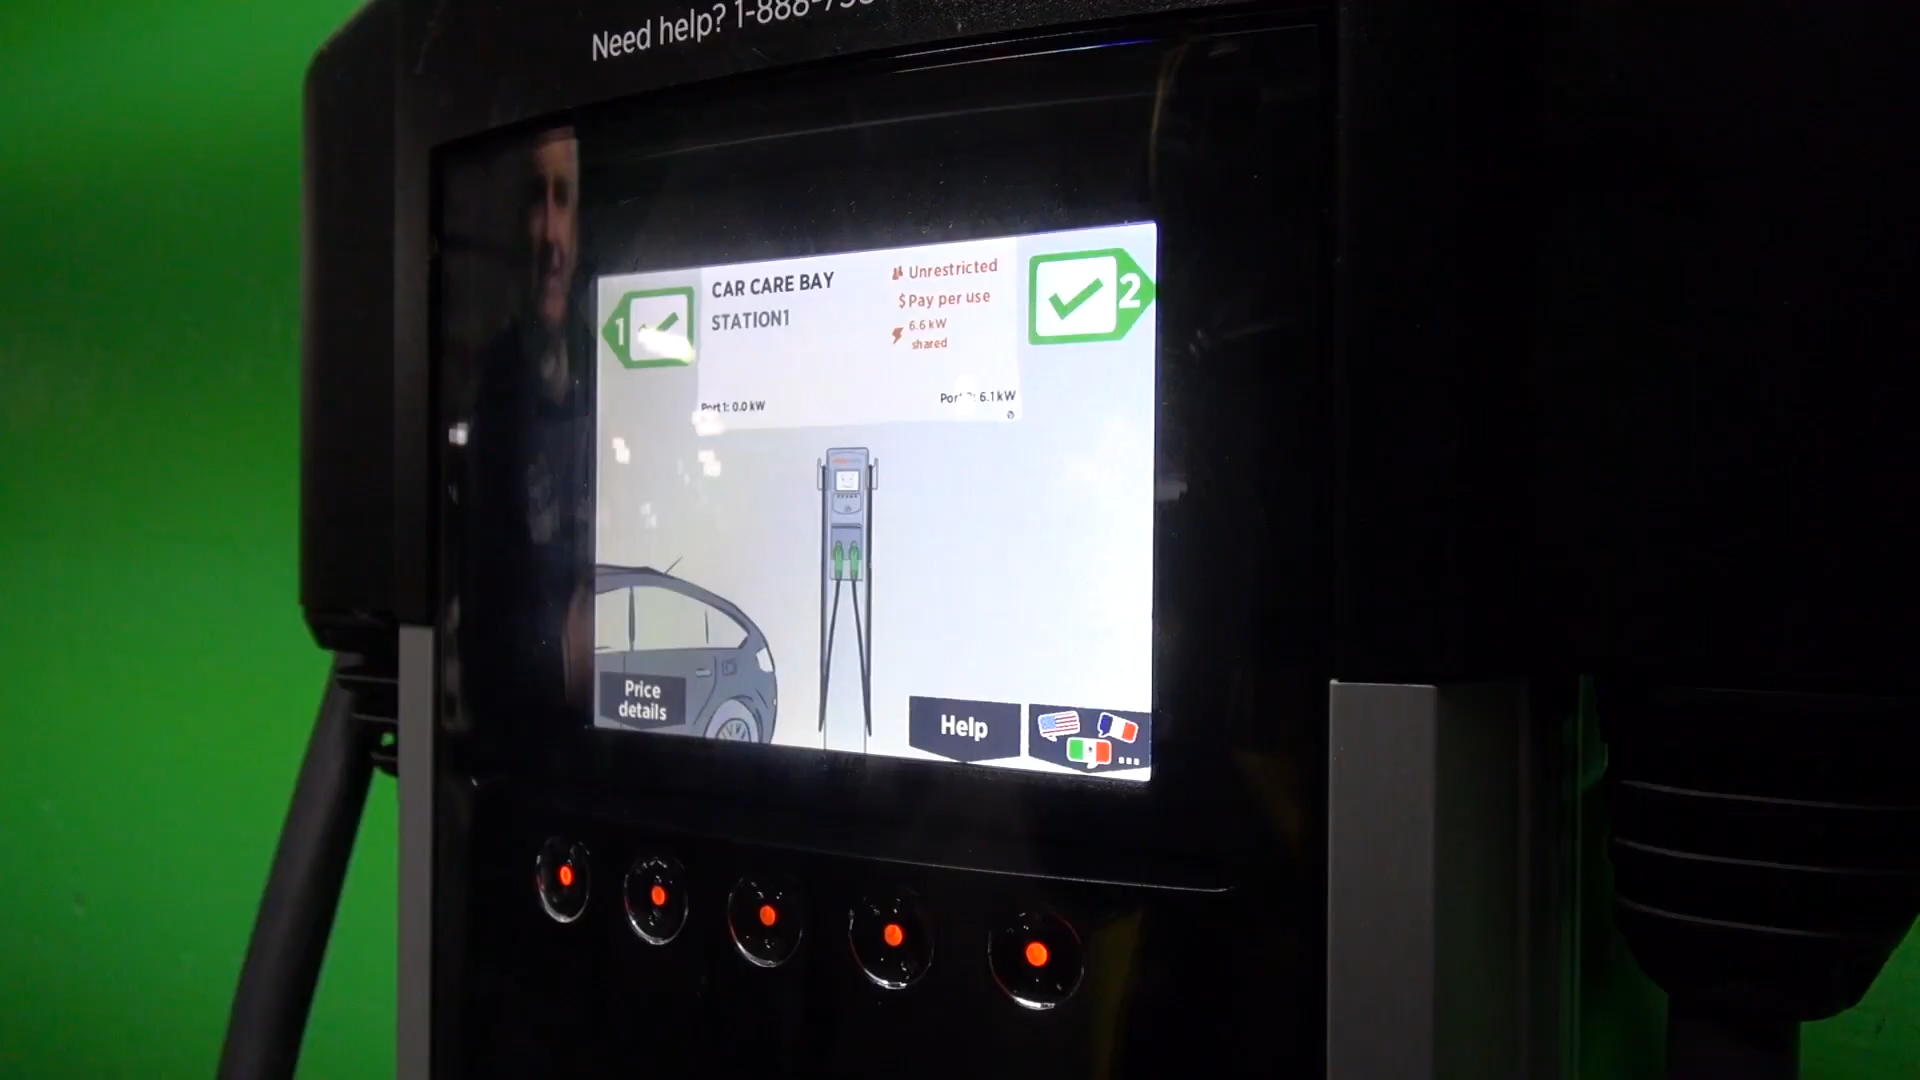 Need help? 1-888-75
1
CAR CARE BAY
STATION1
Unrestricted
$ Pay per use
6.6 kW
shared
2
Port 1: 0.0 kW
6.1 kW
Price
details
Help
...